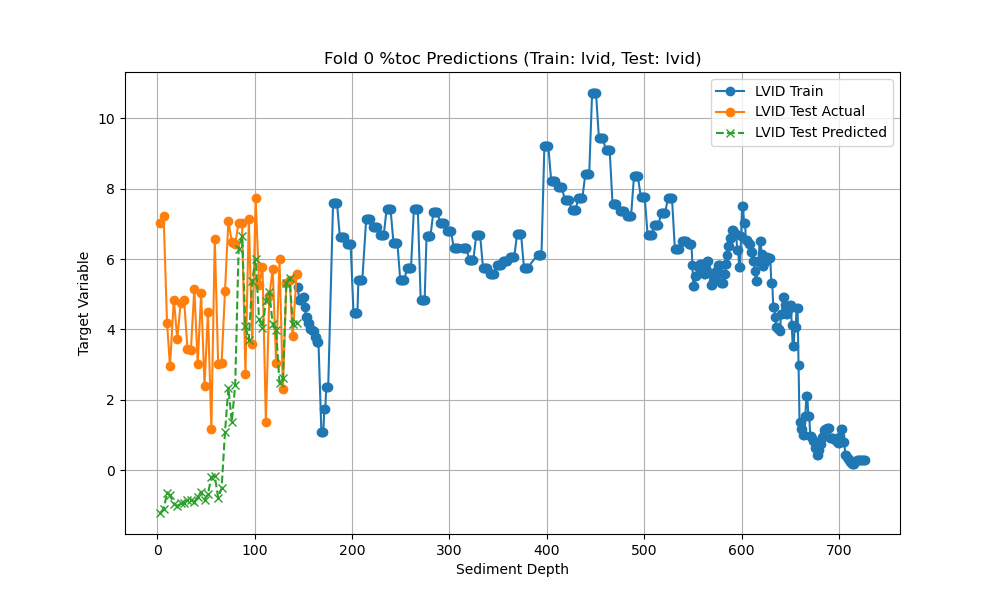 Fold 0 %toc Predictions (Train: lvid, Test: lvid)
LVID Train
LVID Test Actual
LVID Test Predicted
Target Variable
10
8
6
4
2
0
0 100 200 300 400 500 600 700
Sediment Depth